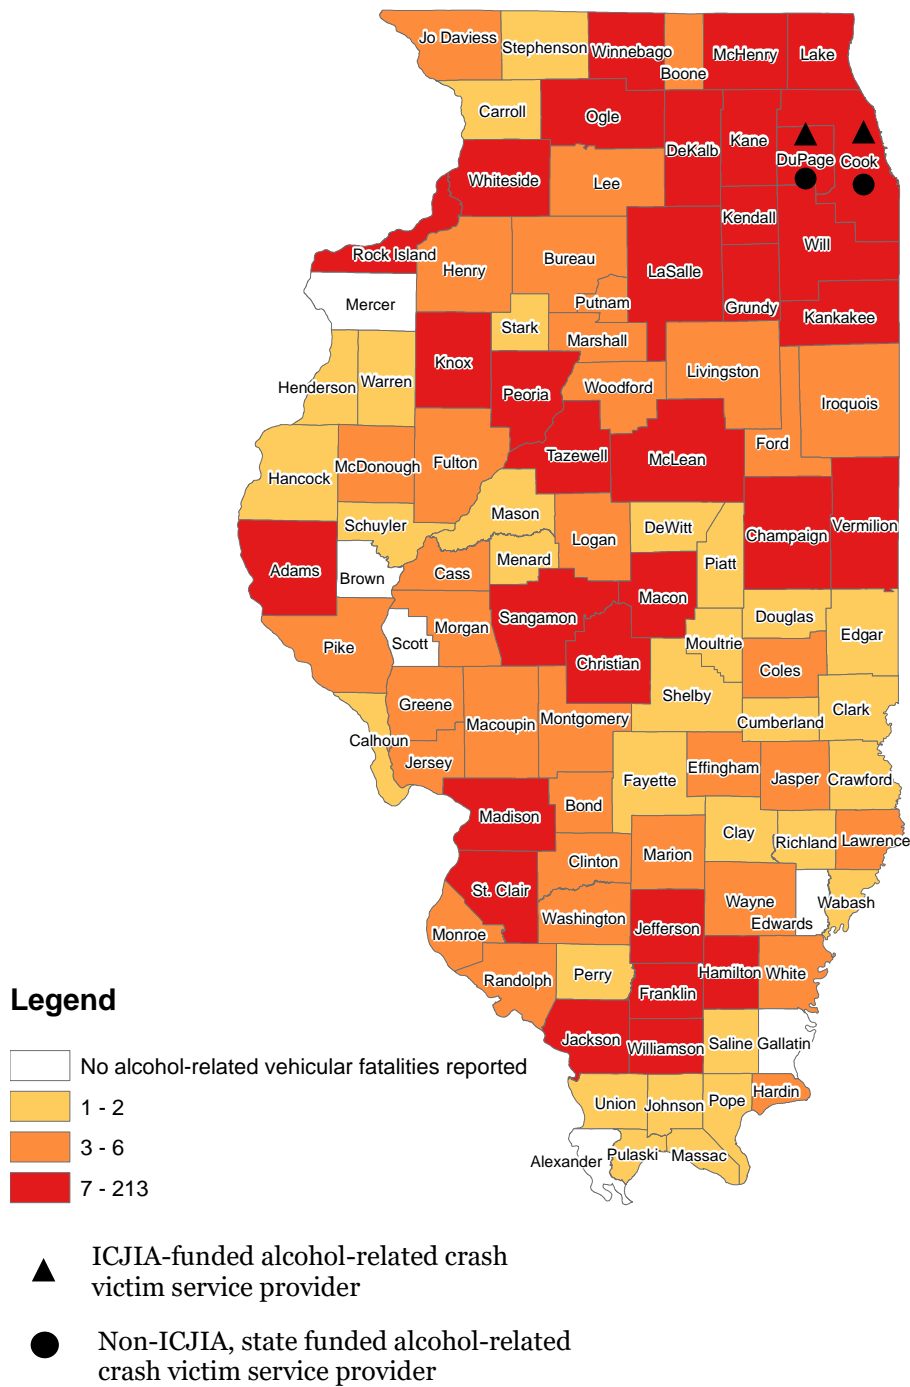 Jo Daviess
Stephenson
Winnebago
Boone
McHenry
Lake
Carroll
Ogle
DeKalb
Kane
DuPage
Cook
Whiteside
Lee
Kendall
Will
Rock Island
Henry
Bureau
LaSalle
Putnam
Grundy
Kankakee
Mercer
Stark
Marshall
Knox
Peoria
Woodford
Livingston
Iroquois
Henderson
Warren
Ford
Hancock
McDonough
Fulton
Tazewell
McLean
Mason
Logan
DeWitt
Champaign
Vermilion
Schuyler
Menard
Piatt
Adams
Brown
Cass
Macon
Sangamon
Douglas
Edgar
Pike
Scott
Morgan
Christian
Moultrie
Coles
Shelby
Greene
Macoupin
Montgomery
Cumberland
Clark
Calhoun
Jersey
Fayette
Effingham
Jasper
Crawford
Madison
Bond
Clay
Richland
Lawrence
Clinton
Marion
St. Clair
Wayne
Edwards
Wabash
Washington
Jefferson
Monroe
Randolph
Perry
Hamilton
White
Franklin
Jackson
Williamson
Saline
Gallatin
Union
Johnson
Pope
Hardin
Alexander
Pulaski
Massac
Legend
No alcohol-related vehicular fatalities reported
1 - 2
3 - 6
7 - 213
ICJIA-funded alcohol-related crash
victim service provider
Non-ICJIA, state funded alcohol-related
crash victim service provider